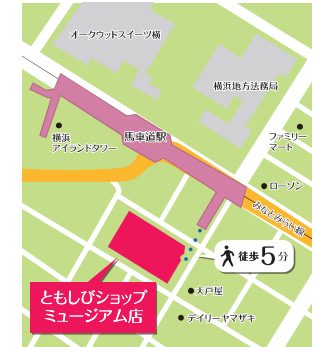 オークウッドスイーツ横
横浜地方法務局
馬車道駅
横浜
アイランドタワー
ファミリー
マート
ローソン
みなとみらい線
徒歩5分
ともしびショップ
ミュージアム店
大戸屋
デイリーヤマザキ